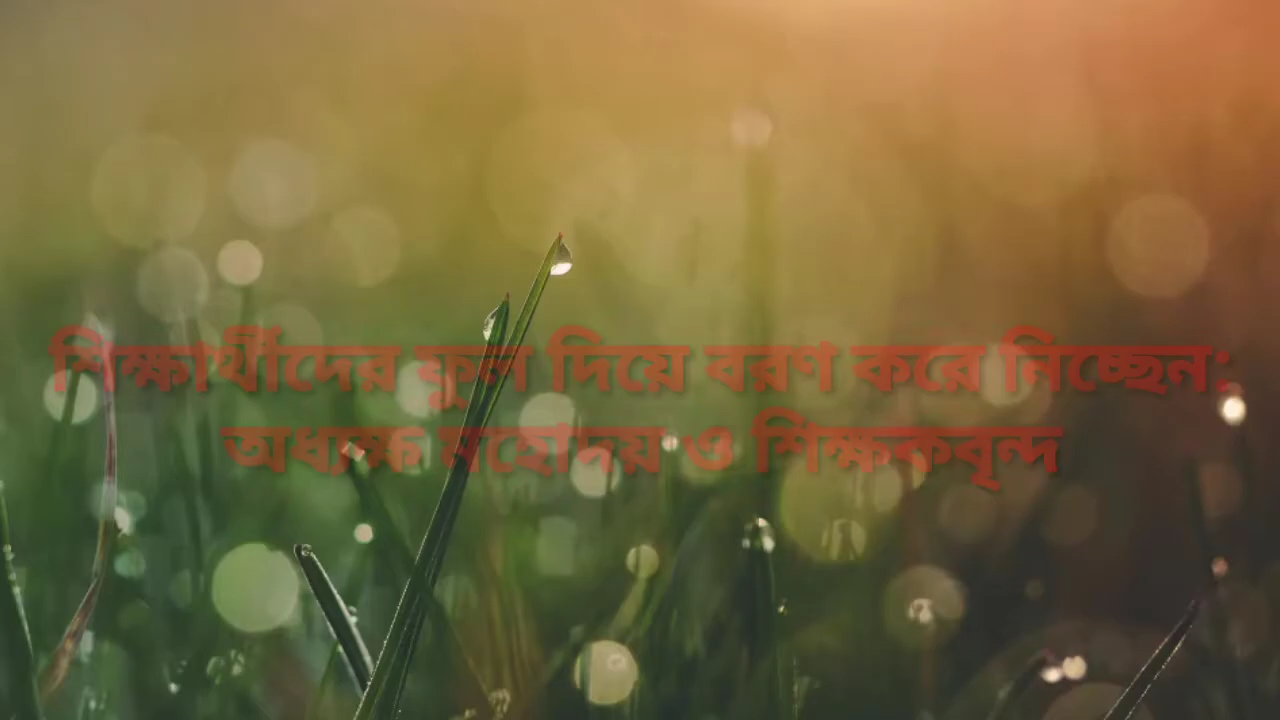 শিক্ষার্থীদের ফুল দিয়ে বরণ করে নিচ্ছেন;
অধ্যক্ষ মহোদয় ও শিক্ষকবৃন্দ